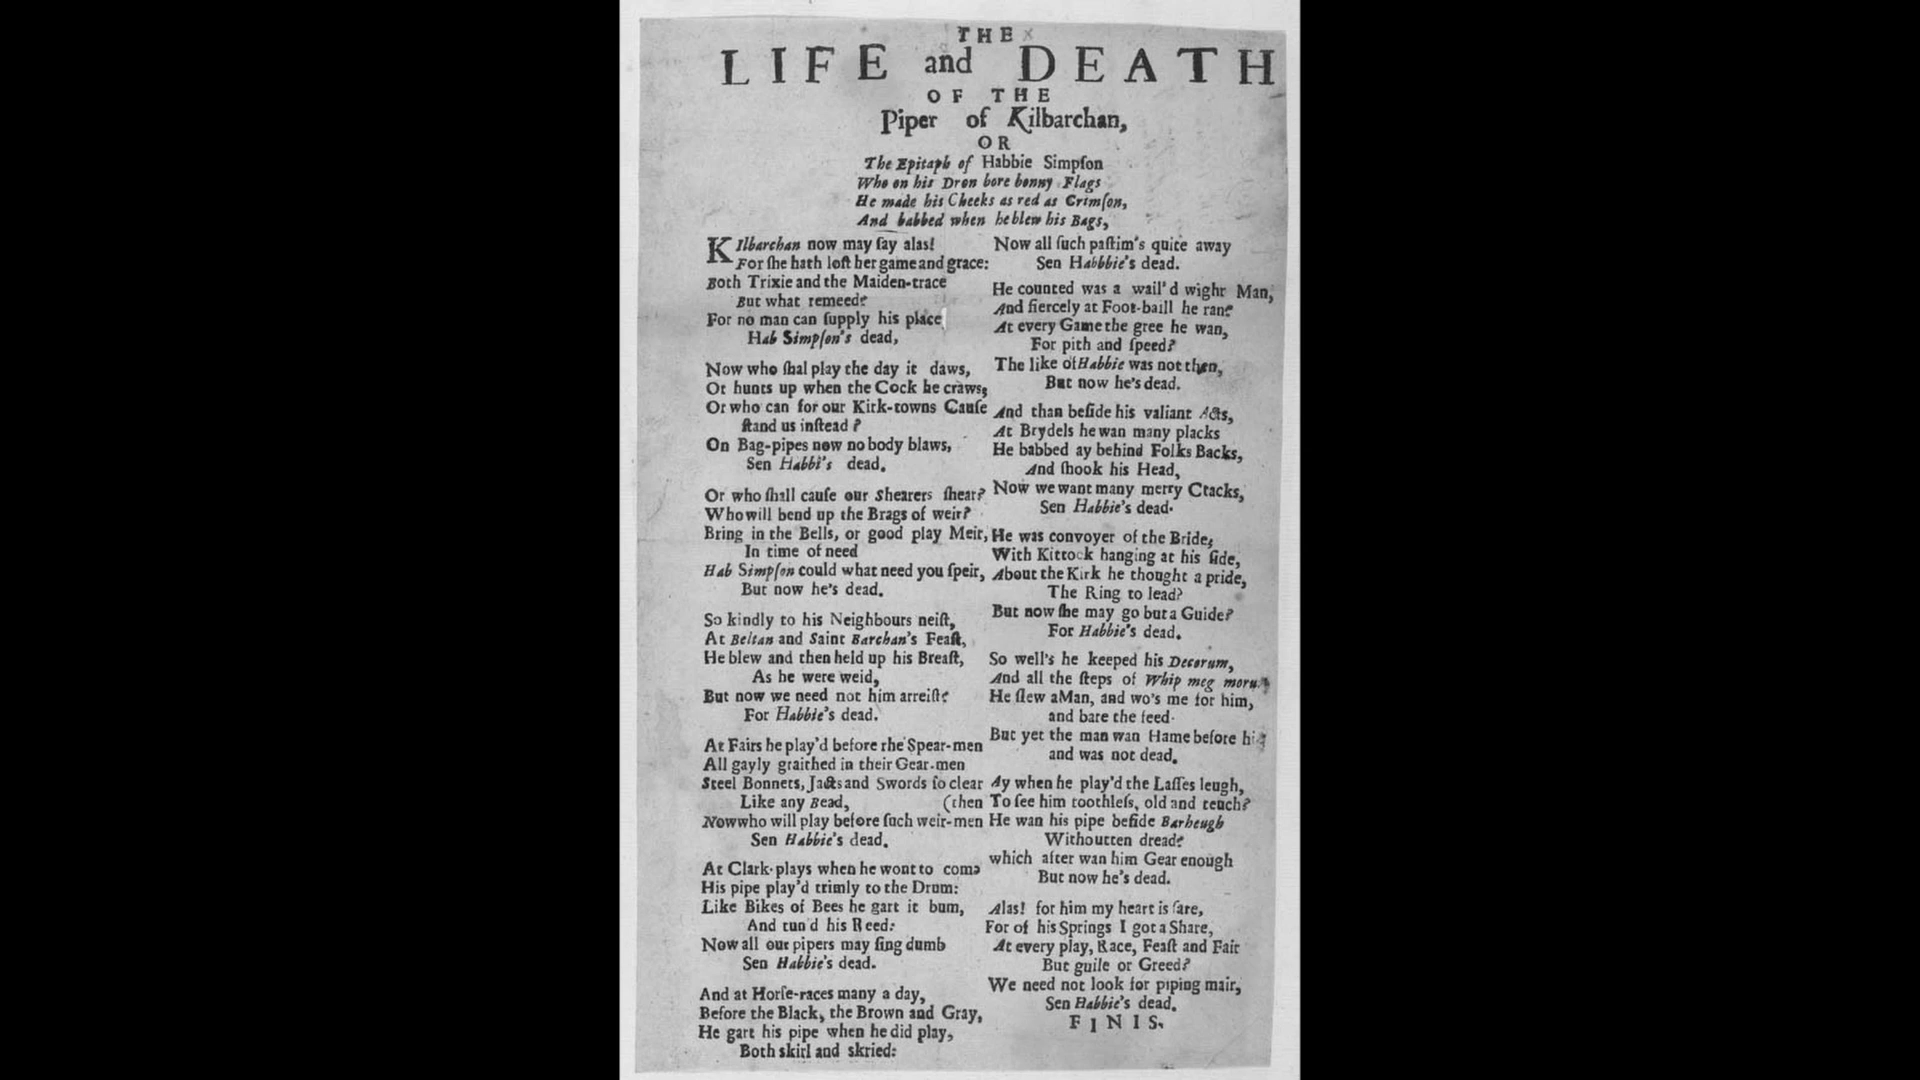 THE
LIFE and DEATH
OF THE
Piper of Kilbarchan,
OR
The Epitaph of Habbie Simpſon
Who on his Dron bore bonny Flags
He made his Cheeks as red as Crimſon,
And babbed when he blew his Bags,
KIlbarchan now may ſay alas!
For ſhe hath loſt her game and grace:
Both Trixie and the Maiden-trace
But what remeed?
For no man can ſupply his place
Hab Simpſon's dead,
Now who ſhal play the day it daws,
Or hunts up when the Cock he craws;
Or who can for our Kirk-towns Cauſe
ſtand us inſtead?
On Bag-pipes now no body blaws,
Sen Habbi's dead.
Or who ſhall cauſe our Shearers ſhear?
Who will bend up the Brags of weir?
Bring in the Bells, or good play Meir,
In time of need
Hab Simpſon could what need you ſpeir,
But now he's dead.
So kindly to his Neighbours neiſt,
At Beltan and Saint Barchan's Feaſt,
He blew and then held up his Breaſt,
As he were weid,
But now we need not him arreiſt?
For Habbie's dead.
At Fairs he play'd before rhe Spear-men
All gayly graithed in their Gear-men
Steel Bonnets, Jacts and Swords ſo clear
Like any Bead, (then
Now who will play before ſuch weir-men
Sen Habbie's dead.
At Clark-plays when he wont to come
His pipe play'd trimly to the Drum:
Like Bikes of Bees he gart it bum,
And tun'd his Reed:
Now all our pipers may ſing dumb
Sen Habbie's dead.
And at Horſe-races many a day,
Before the Black, the Brown and Gray,
He gart his pipe when he did play,
Both skirl and skried:
Now all ſuch paſtim's quite away
Sen Habbbie's dead.
He counted was a wail'd wighr Man,
And fiercely at Foot-baill he ran?
At every Game the gree he wan,
For pith and ſpeed?
The like of Habbie was not then,
But now he's dead.
And than beſide his valiant Acts,
At Brydels he wan many placks
He babbed ay behind Folks Backs,
And ſhook his Head,
Now we want many merry Cracks,
Sen Habbie's dead.
He was convoyer of the Bride,
With Kittock hanging at his ſide,
About the Kirk he thought a pride,
The Ring to lead?
But now ſhe may go but a Guide?
For Habbie's dead.
So well's he keeped his Decorum,
And all the ſteps of Whip meg moru
He ſlew a Man, and wo's me for him,
and bare the feed.
But yet the man wan Hame before hi
and was not dead.
Ay when he play'd the Laſſes leugh,
To ſee him toothleſs, old and teuch?
He wan his pipe beſide Barheugh
Withoutten dread?
which after wan him Gear enough
But now he's dead.
Alas! for him my heart is ſare,
For of his Springs I got a Share,
At every play, Race, Feaſt and Fair
But guile or Greed?
We need not look for piping mair,
Sen Habbie's dead.
FINIS.